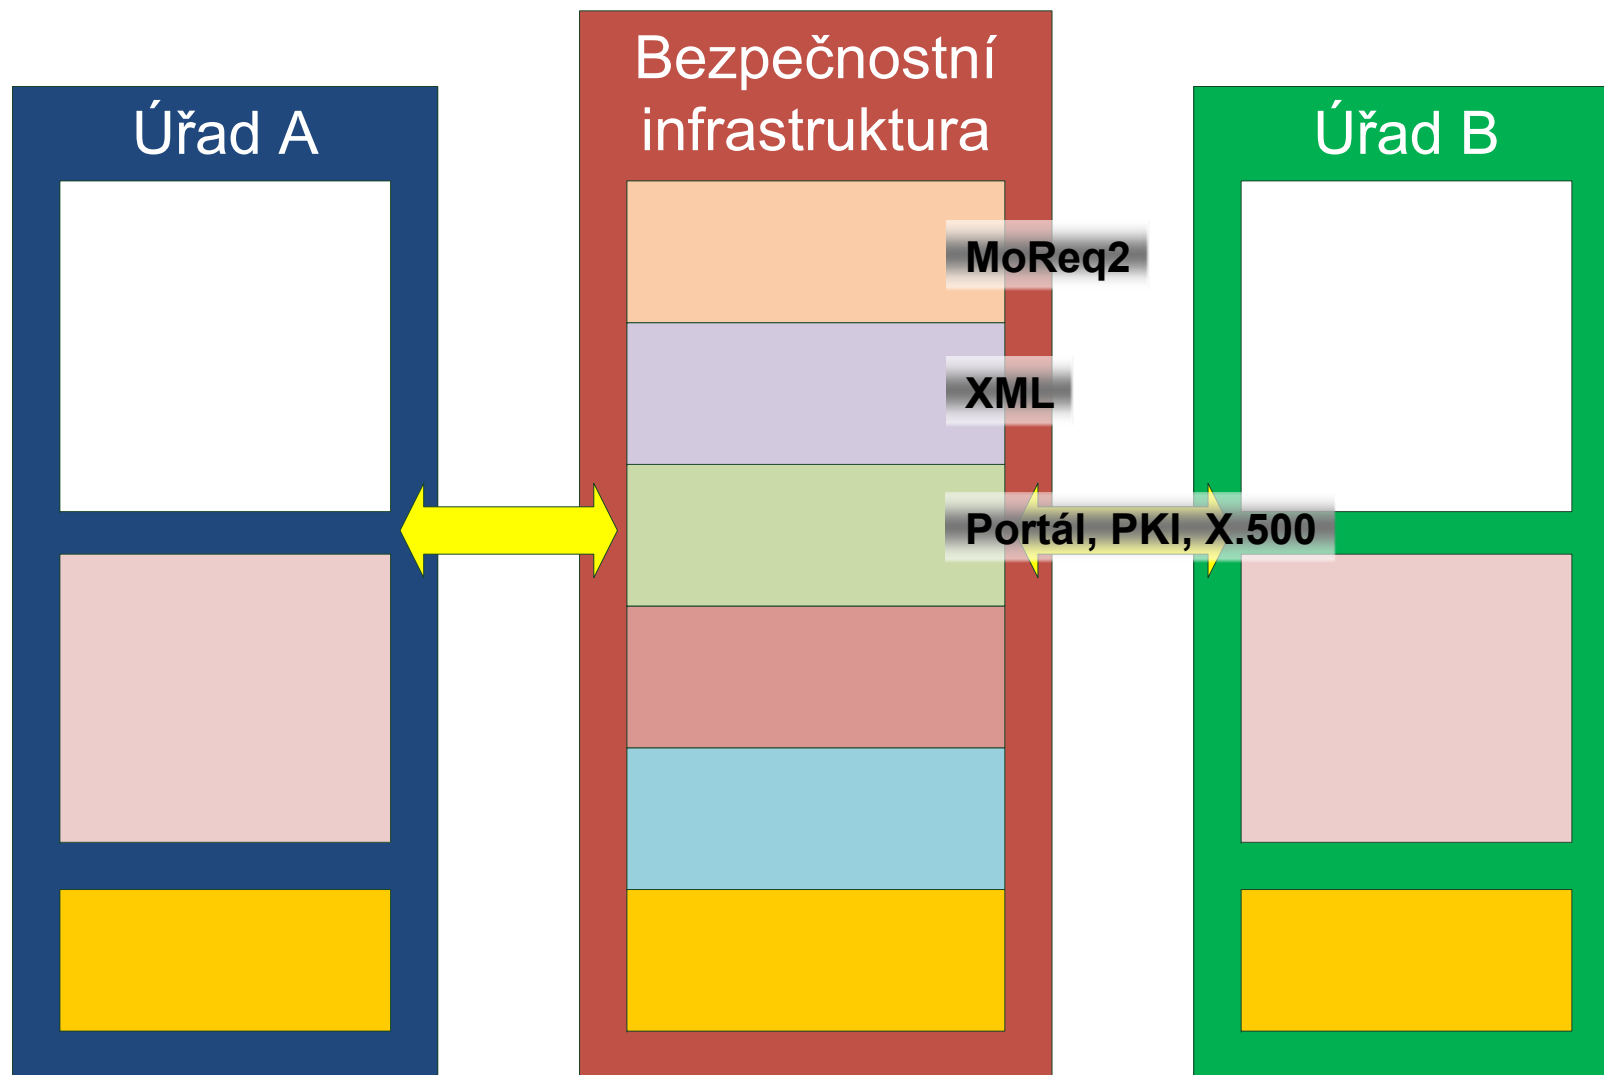 Úřad A
Bezpečnostní
infrastruktura
Úřad B
MoReq2
XML
Portál, PKI, X.500